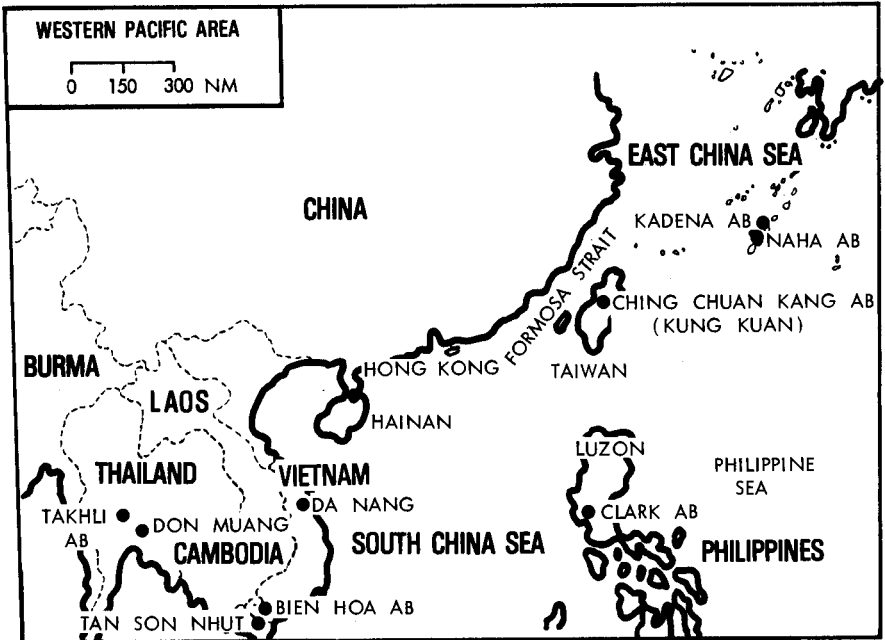 WESTERN PACIFIC AREA
0 150 300 NM
EAST CHINA SEA
CHINA
KADENA AB
NAHA AB
FORMOSA STRAIT
CHING CHUAN KANG AB
(KUNG KUAN)
BURMA
HONG KONG
TAIWAN
LAOS
HAINAN
LUZON
THAILAND
VIETNAM
PHILIPPINE
SEA
TAKHLI
AB
DA NANG
CLARK AB
DON MUANG
CAMBODIA
SOUTH CHINA SEA
PHILIPPINES
BIEN HOA AB
TAN SON NHUT